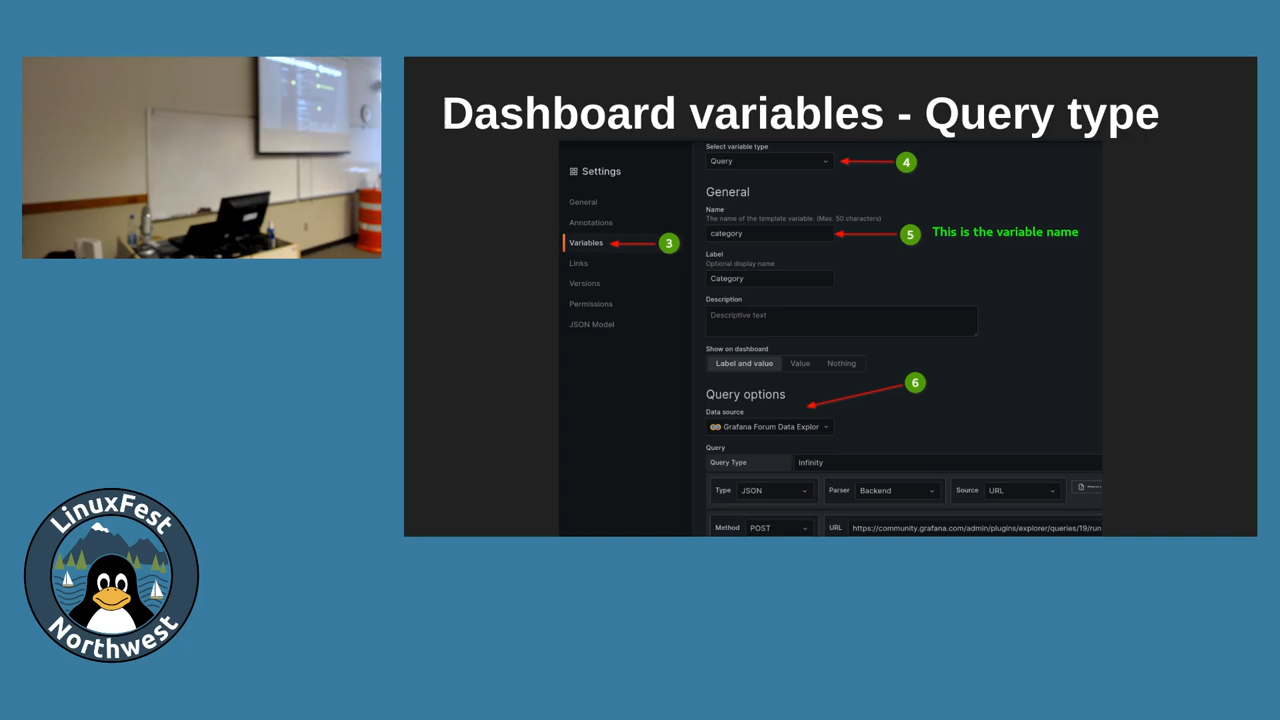 Dashboard variables - Query type
Settings
General
Annotations
Variables
3
Links
Versions
Permissions
JSON Model
Select variable type
Query
4
General
Name
The name of the template variable. (Max. 50 characters)
category
5
This is the variable name
Label
Optional display name
Category
Description
Descriptive text
Show on dashboard
Label and value Value Nothing
6
Query options
Data source
Grafana Forum Data Explor
Query
Query Type Infinity
Type JSON Parser Backend Source URL
Method POST URL https://community.grafana.com/admin/plugins/explorer/queries/19/run
LinuxFest
Northwest